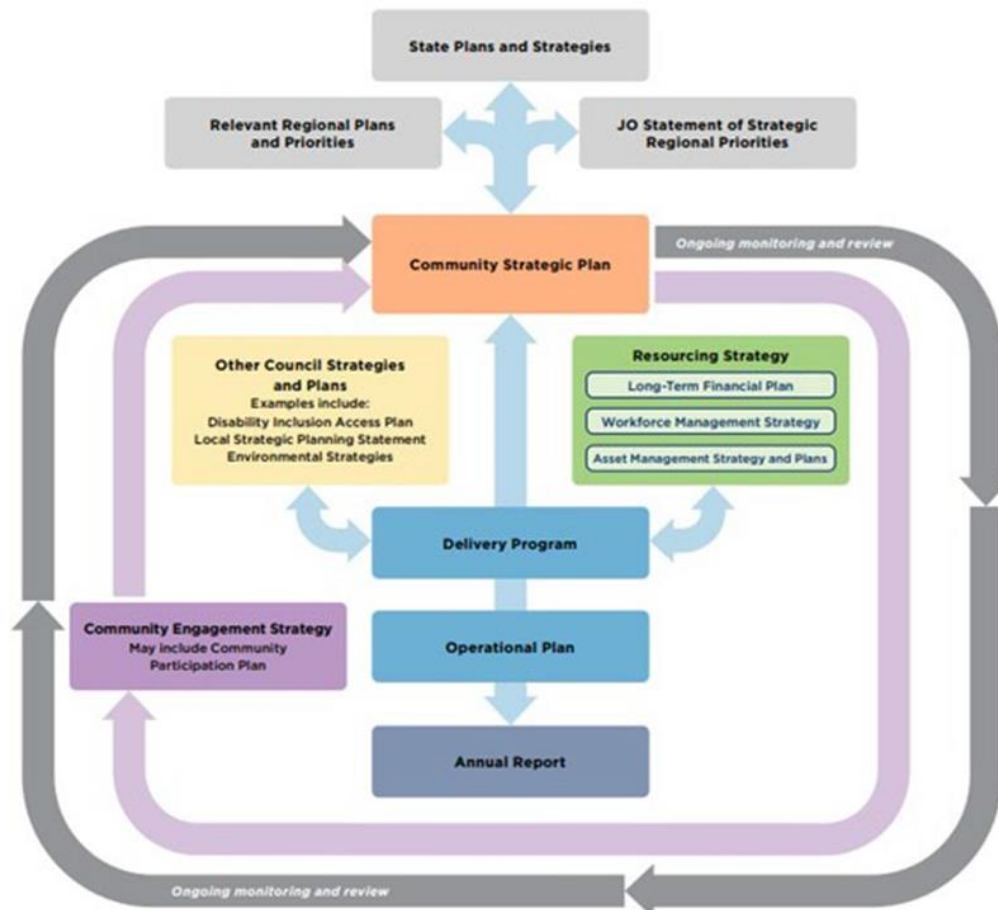 State Plans and Strategies
Relevant Regional Plans
and Priorities
JO Statement of Strategic
Regional Priorities
Community Strategic Plan
Ongoing monitoring and review
Other Council Strategies
and Plans
Examples include:
Disability Inclusion Access Plan
Local Strategic Planning Statement
Environmental Strategies
Resourcing Strategy
Long-Term Financial Plan
Workforce Management Strategy
Asset Management Strategy and Plans
Delivery Program
Community Engagement Strategy
May include Community
Participation Plan
Operational Plan
Annual Report
Ongoing monitoring and review